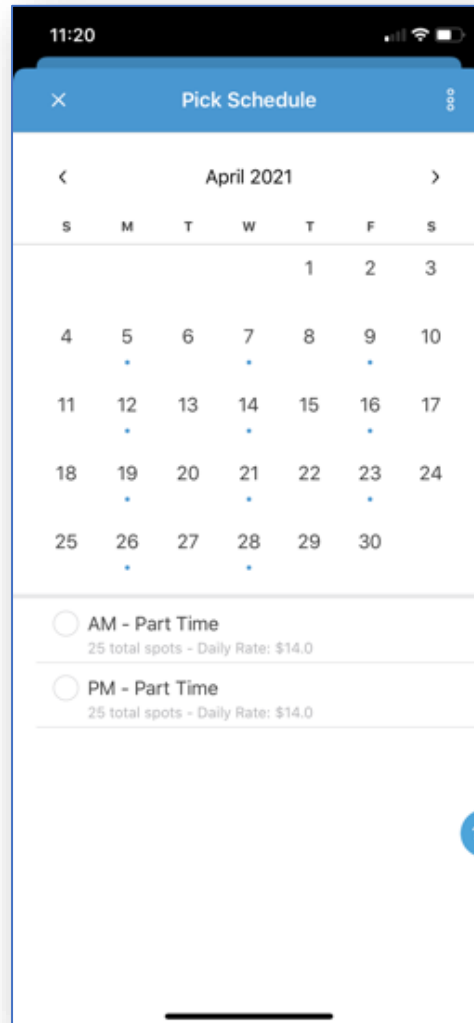 11:20
Pick Schedule
April 2021
S M T W T F S
1 2 3
4 5 6 7 8 9 10
11 12 13 14 15 16 17
18 19 20 21 22 23 24
25 26 27 28 29 30
AM - Part Time
25 total spots - Daily Rate: $14.0
PM - Part Time
25 total spots - Daily Rate: $14.0